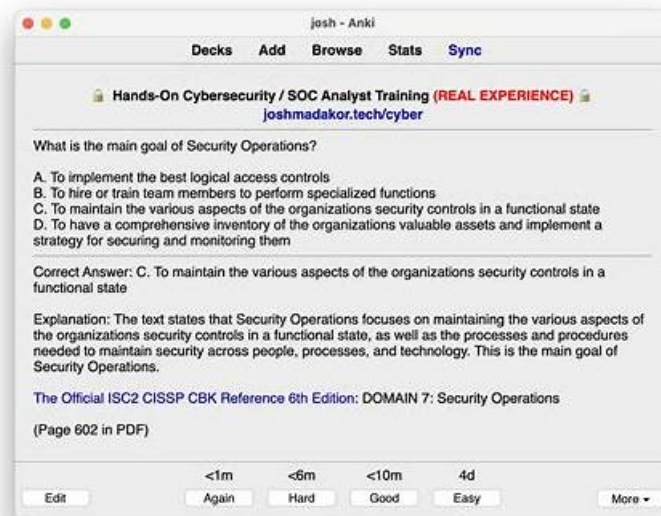 josh - Anki
Decks Add Browse Stats Sync
Hands-On Cybersecurity / SOC Analyst Training (REAL EXPERIENCE)
joshmadakor.tech/cyber
What is the main goal of Security Operations?
A. To implement the best logical access controls
B. To hire or train team members to perform specialized functions
C. To maintain the various aspects of the organizations security controls in a functional state
D. To have a comprehensive inventory of the organizations valuable assets and implement a
strategy for securing and monitoring them
Correct Answer: C. To maintain the various aspects of the organizations security controls in a
functional state
Explanation: The text states that Security Operations focuses on maintaining the various aspects of
the organizations security controls in a functional state, as well as the processes and procedures
needed to maintain security across people, processes, and technology. This is the main goal of
Security Operations.
The Official ISC2 CISSP CBK Reference 6th Edition: DOMAIN 7: Security Operations
(Page 602 in PDF)
<1m <6m <10m 4d
Edit Again Hard Good Easy More